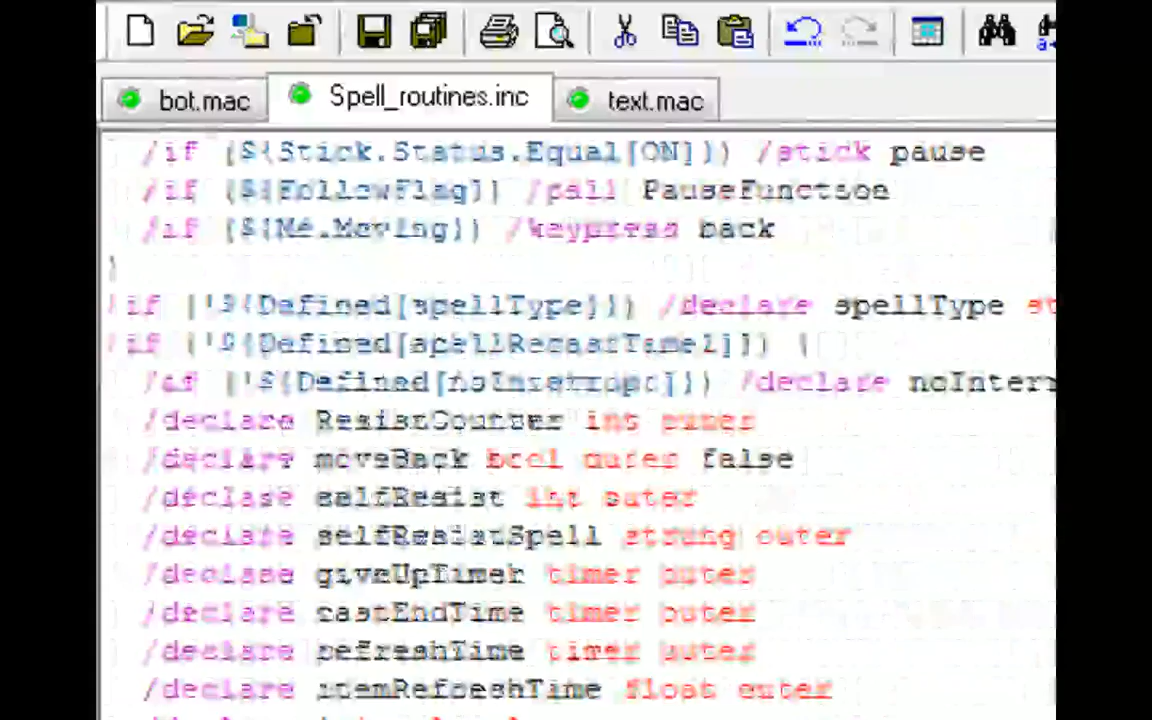 bot.mac Spell_routines.inc text.mac
/if (${Stick.Status.Equal[ON]}) /stick pause
/if (${FollowFlag}) /call PauseFunction
/if (${Me.Moving}) /keypress back
}
/if (!${Defined[spellType]}) /declare spellType st
/if (!${Defined[spellRecastTime1]}) {
/if (!${Defined[noInterrupt]}) /declare noInterr
/declare ResistCounter int outer
/declare moveBack bool outer false
/declare selfResist int outer
/declare selfResistSpell string outer
/declare giveUpTimer timer outer
/declare castEndTime timer outer
/declare refreshTime timer outer
/declare itemRefreshTime float outer